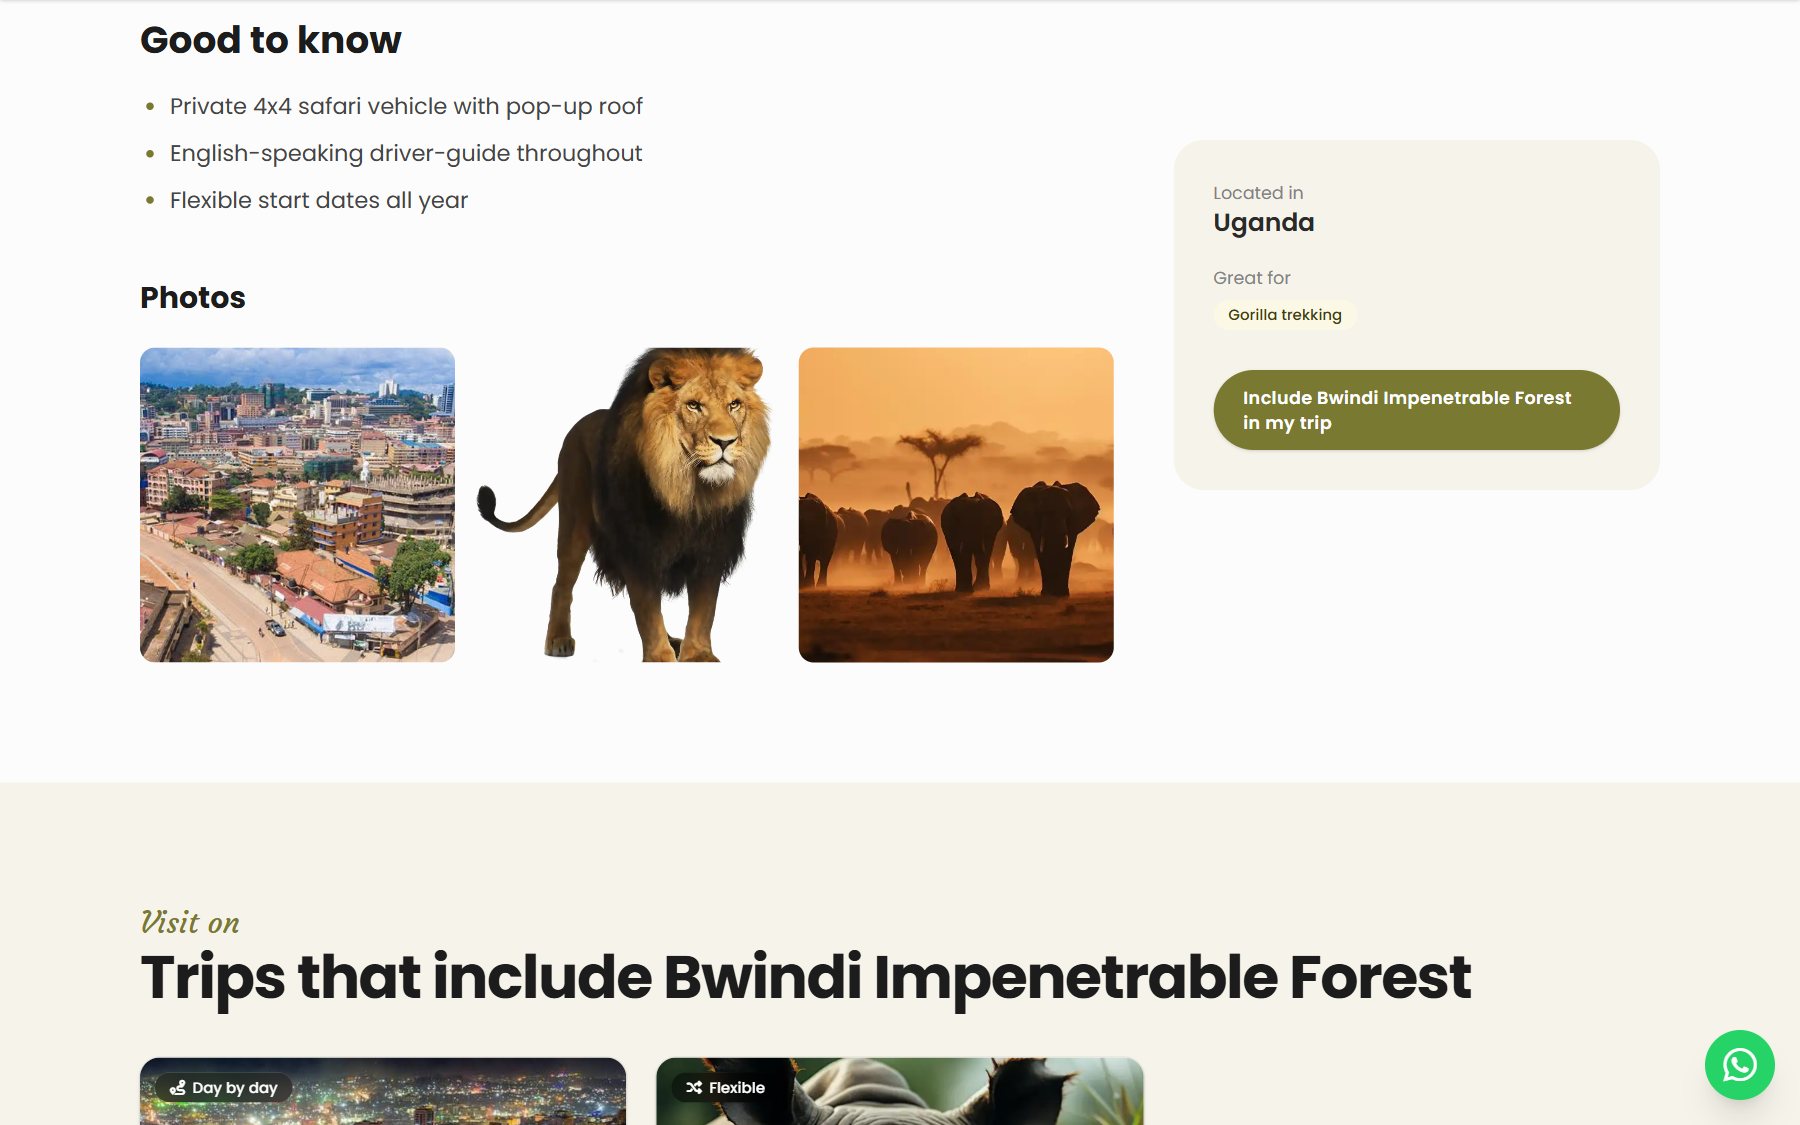 Good to know
Private 4x4 safari vehicle with pop-up roof
English-speaking driver-guide throughout
Flexible start dates all year
Photos
Located in
Uganda
Great for
Gorilla trekking
Include Bwindi Impenetrable Forest
in my trip
Visit on
Trips that include Bwindi Impenetrable Forest
Day by day
Flexible